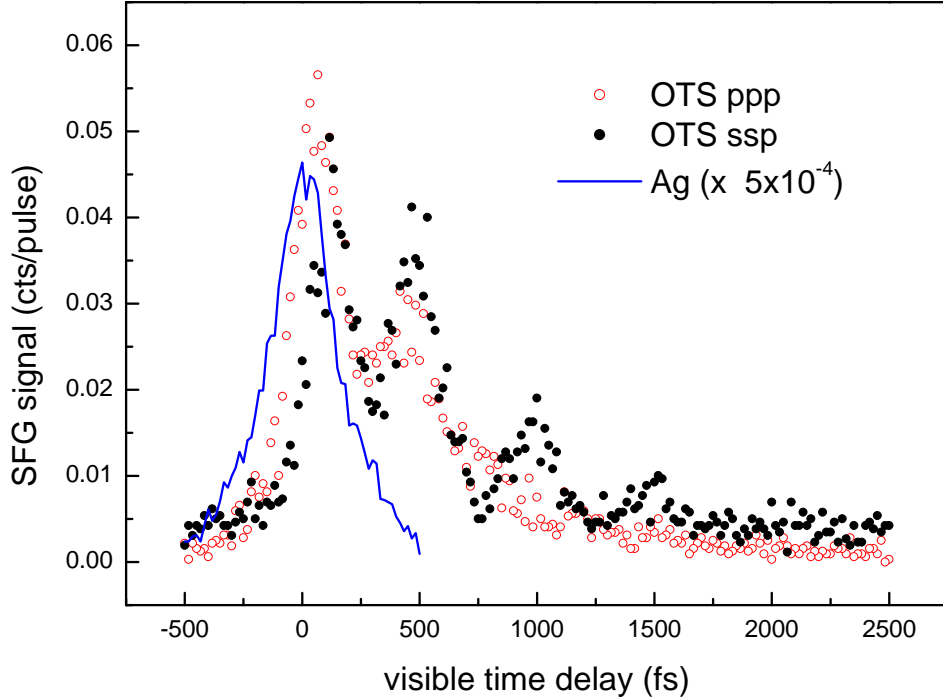 0.06
0.05
0.04
0.03
0.02
0.01
0.00
SFG signal (cts/pulse)
OTS ppp
OTS ssp
Ag (x 5x10⁻⁴)
-500 0 500 1000 1500 2000 2500
visible time delay (fs)